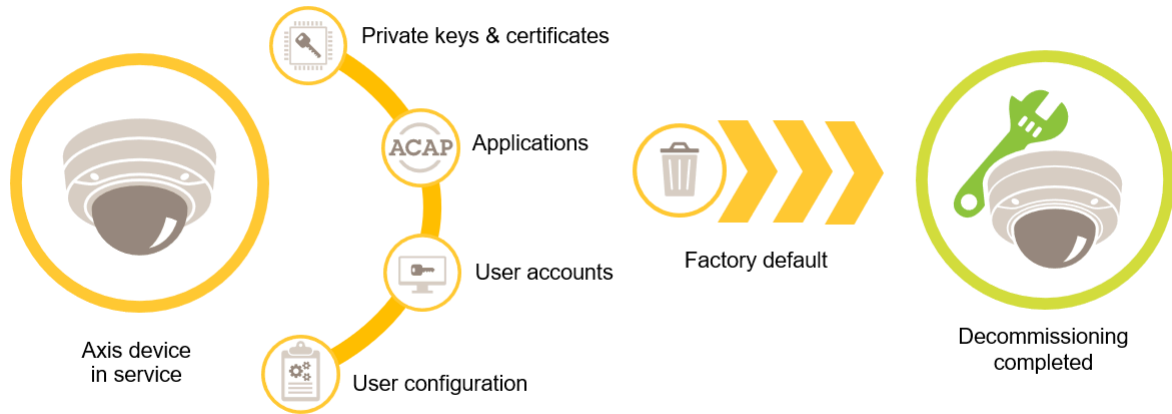 Private keys & certificates
ACAP
Applications
User accounts
User configuration
Axis device
in service
Factory default
Decommissioning
completed